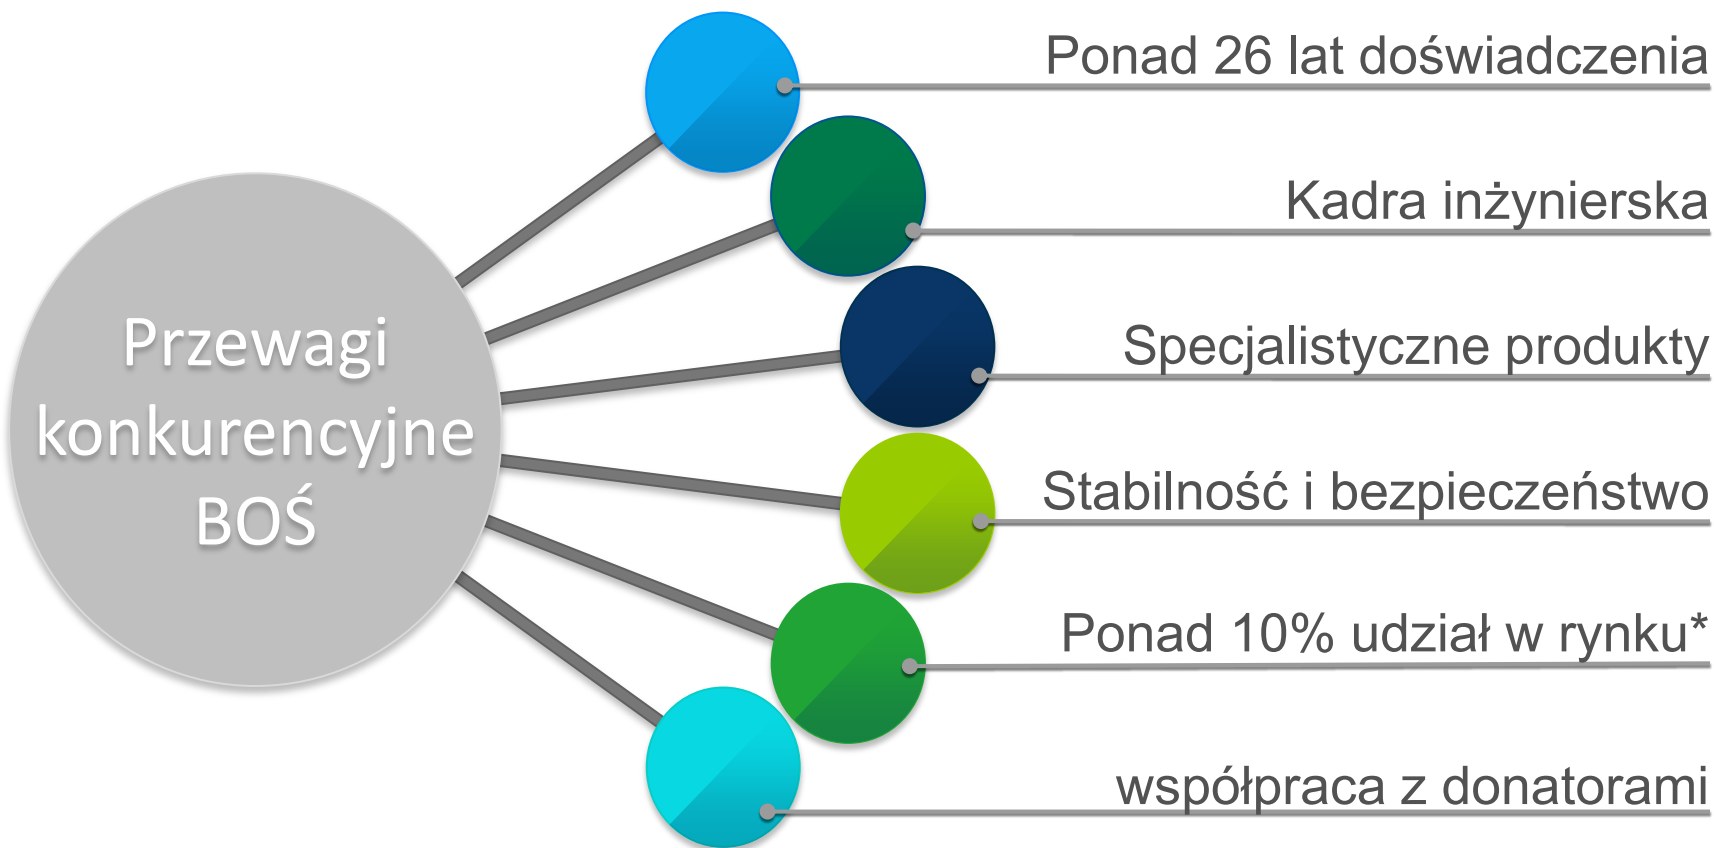 Przewagi
konkurencyjne
BOŚ
Ponad 26 lat doświadczenia
Kadra inżynierska
Specjalistyczne produkty
Stabilność i bezpieczeństwo
Ponad 10% udział w rynku*
współpraca z donatorami